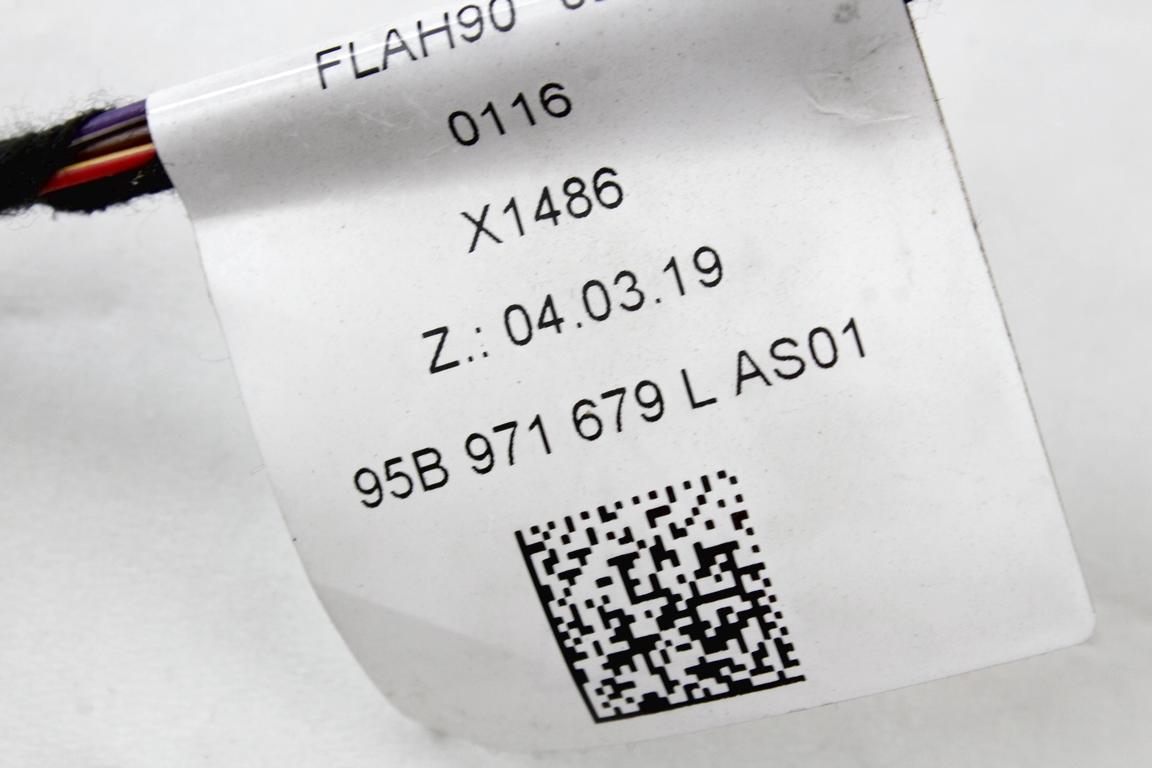 FLAH90
0116
X1486
Z.: 04.03.19
95B 971 679 L AS01